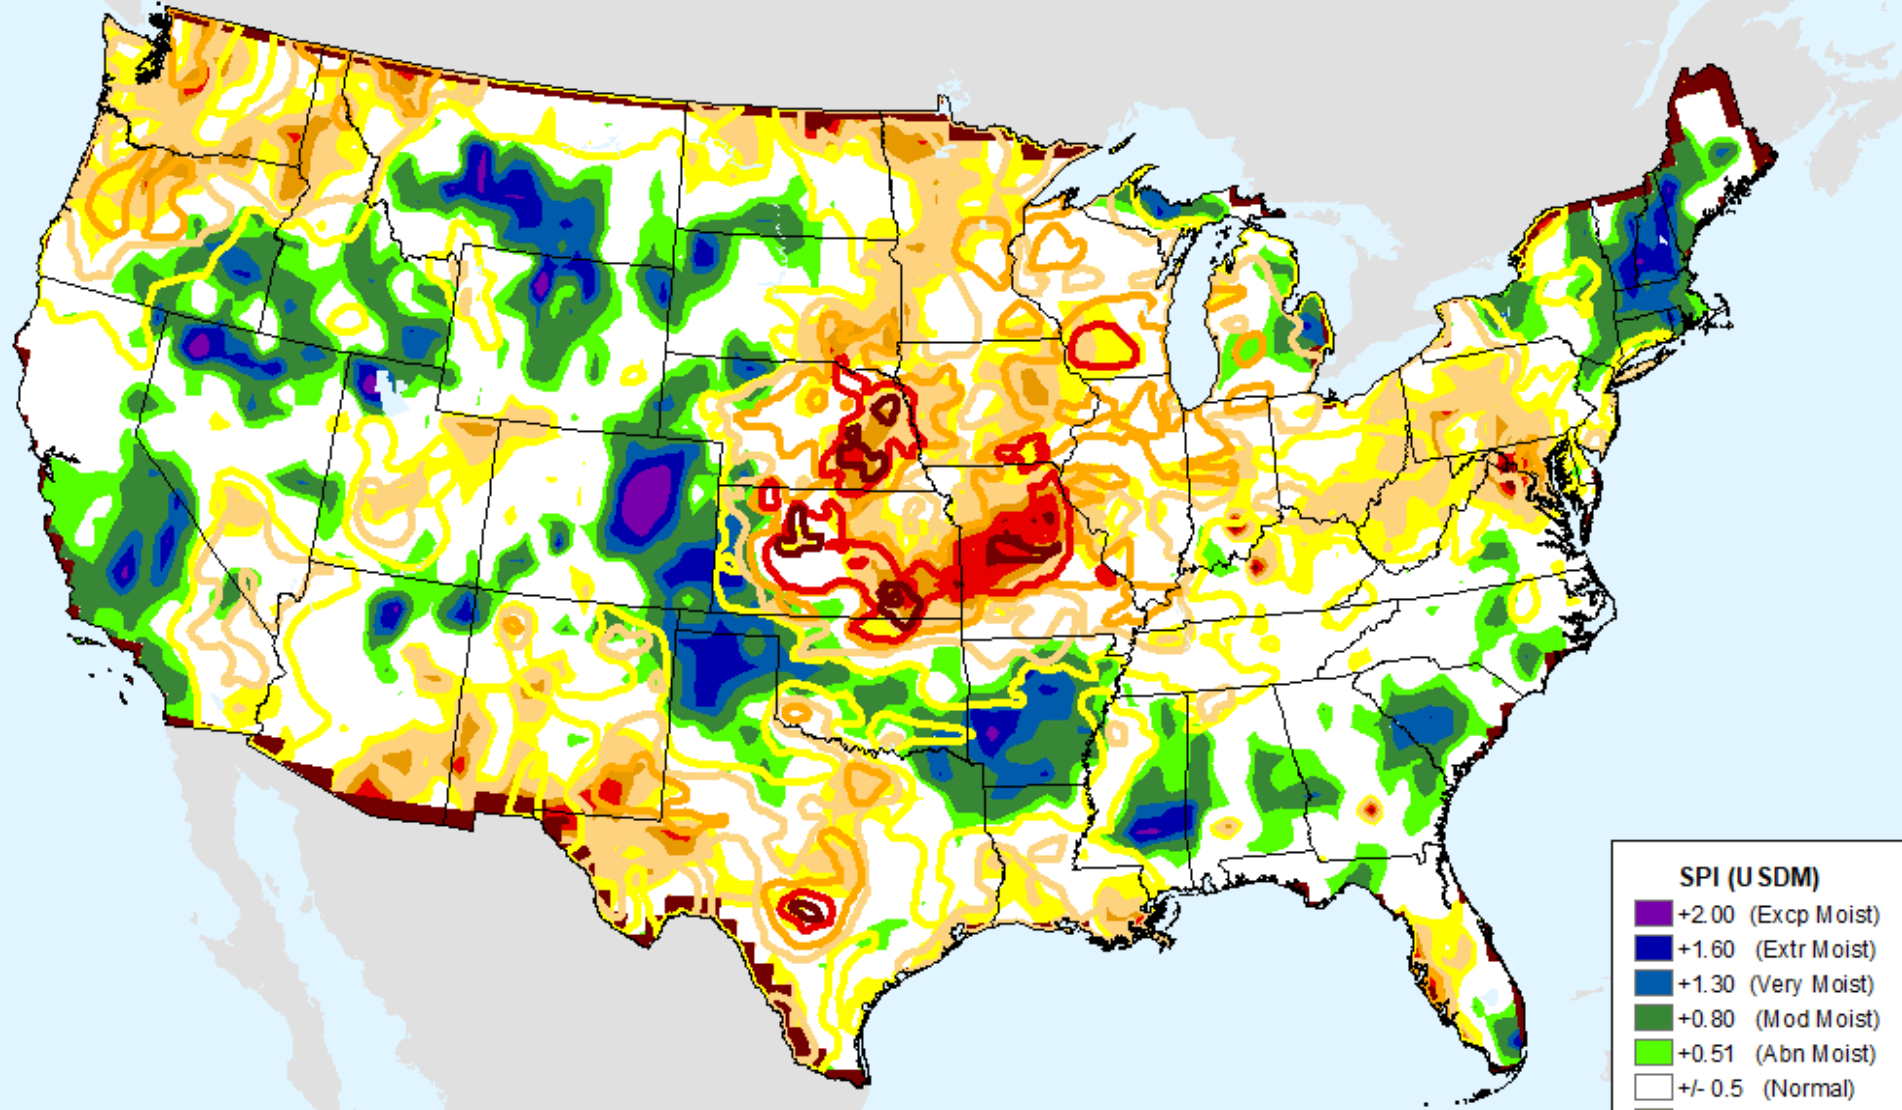 SPI (USDM)
+2.00 (Excp Moist)
+1.60 (Extr Moist)
+1.30 (Very Moist)
+0.80 (Mod Moist)
+0.51 (Abn Moist)
+/- 0.5 (Normal)